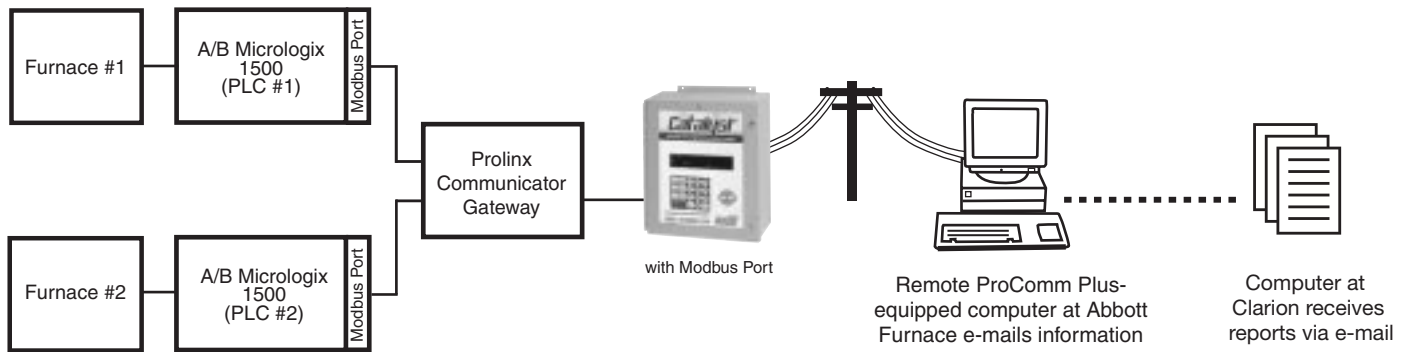 Furnace #1
A/B Micrologix
1500
(PLC #1)
Modbus Port
Prolinx
Communicator
Gateway
Catalyst
with Modbus Port
Furnace #2
A/B Micrologix
1500
(PLC #2)
Modbus Port
Remote ProComm Plus-
equipped computer at Abbott
Furnace e-mails information
Computer at
Clarion receives
reports via e-mail